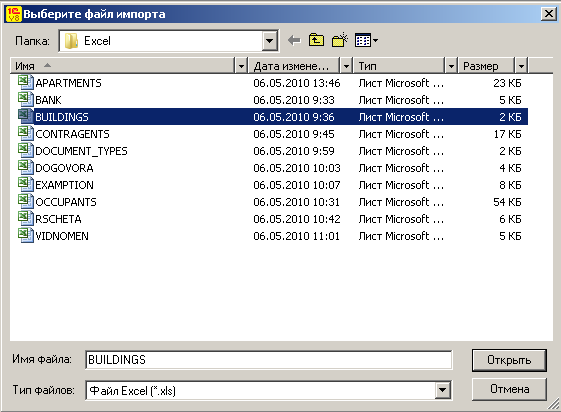 1С V8 Выберите файл импорта
Папка: Excel
Имя Дата измене... Тип Размер
APARTMENTS 06.05.2010 13:46 Лист Microsoft ... 23 КБ
BANK 06.05.2010 9:33 Лист Microsoft ... 5 КБ
BUILDINGS 06.05.2010 9:36 Лист Microsoft ... 2 КБ
CONTRAGENTS 06.05.2010 9:45 Лист Microsoft ... 17 КБ
DOCUMENT_TYPES 06.05.2010 9:59 Лист Microsoft ... 2 КБ
DOGOVORA 06.05.2010 10:03 Лист Microsoft ... 4 КБ
EXAMPTION 06.05.2010 10:07 Лист Microsoft ... 8 КБ
OCCUPANTS 06.05.2010 10:31 Лист Microsoft ... 54 КБ
RSCHETA 06.05.2010 10:42 Лист Microsoft ... 6 КБ
VIDNOMEN 06.05.2010 11:01 Лист Microsoft ... 5 КБ
Имя файла: BUILDINGS Открыть
Тип файлов: Файл Excel (*.xls) Отмена